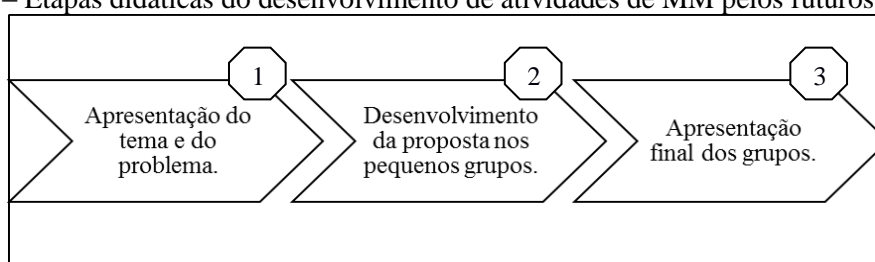 – Etapas didáticas do desenvolvimento de atividades de MM pelos futuros
1
Apresentação do
tema e do
problema.
2
Desenvolvimento
da proposta nos
pequenos grupos.
3
Apresentação
final dos grupos.